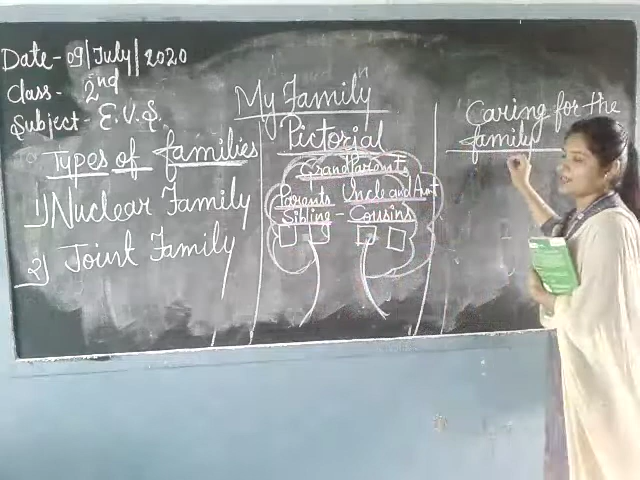 Date - 09/July/2020
Class - 2nd
Subject - E.V.S.
My Family
Types of families
1) Nuclear Family
2) Joint Family
Pictorial
GrandParents
Parents Uncle and Aunt
Sibling - Cousins
Caring for the
family